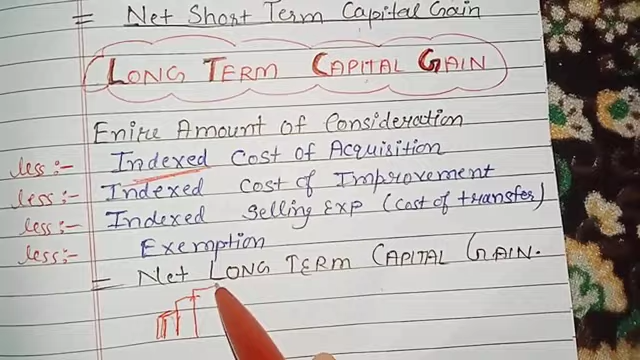 = Net Short Term Capital Gain
LONG TERM CAPITAL GAIN
Enire Amount of Consideration
less:- Indexed Cost of Acquisition
less:- Indexed Cost of Improvement
less:- Indexed Selling Exp (Cost of transfer)
less:- Exemption
= Net LONG TERM CAPITAL GAIN.